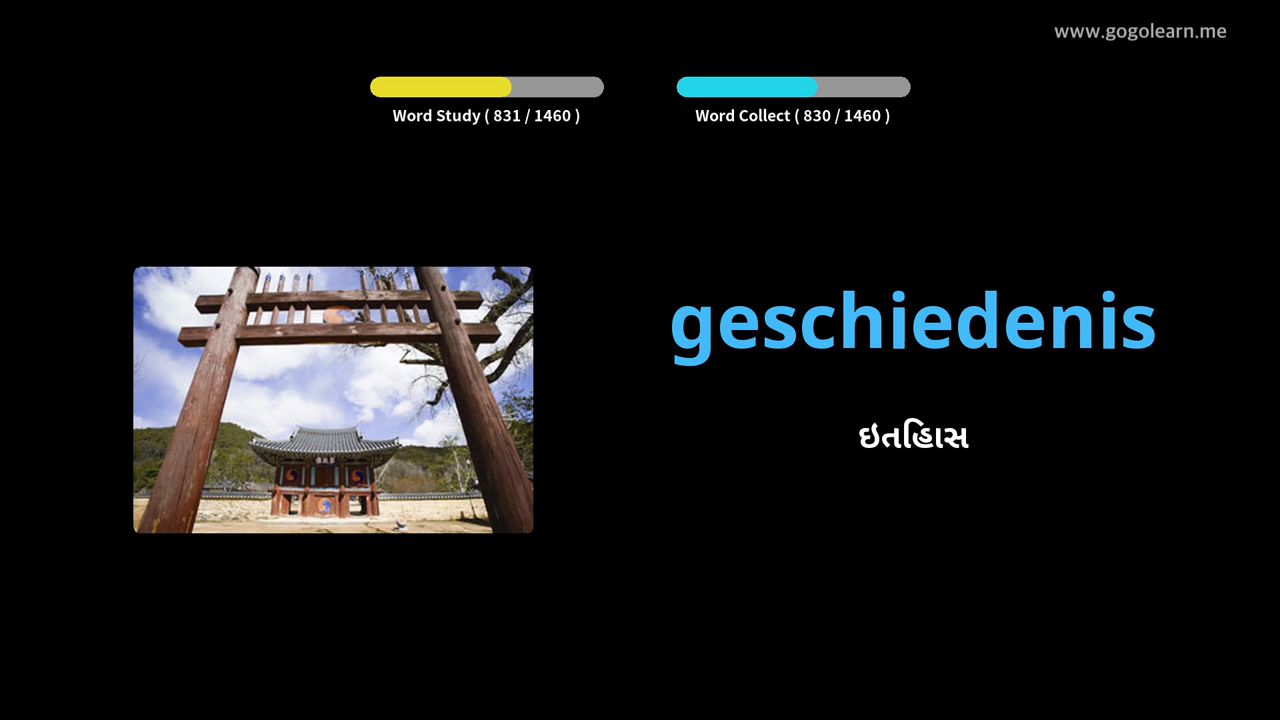 www.gogolearn.me
Word Study ( 831 / 1460 )
Word Collect ( 830 / 1460 )
geschiedenis
ઇતિહાસ